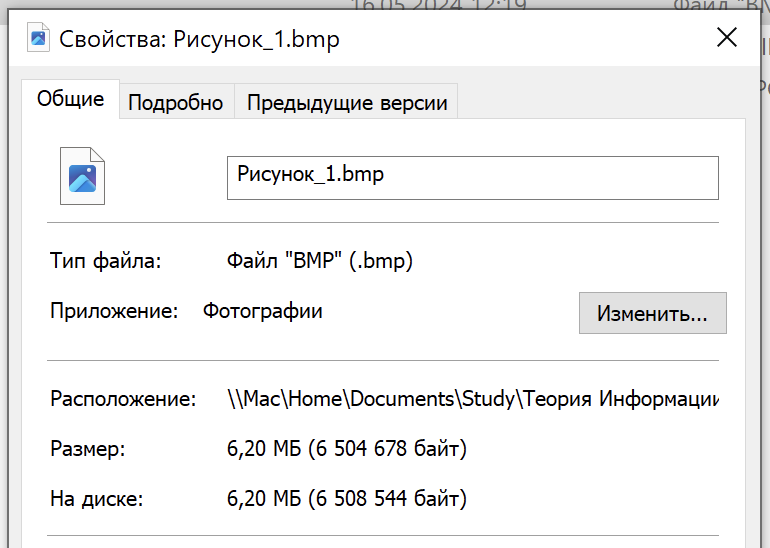 16.05.2024 12:19
Файл "BM
Свойства: Рисунок_1.bmp
Общие
Подробно
Предыдущие версии
Рисунок_1.bmp
Тип файла:
Файл "BMP" (.bmp)
Приложение:
Фотографии
Изменить...
Расположение:
\\Mac\Home\Documents\Study\Теория Информации
Размер:
6,20 МБ (6 504 678 байт)
На диске:
6,20 МБ (6 508 544 байт)